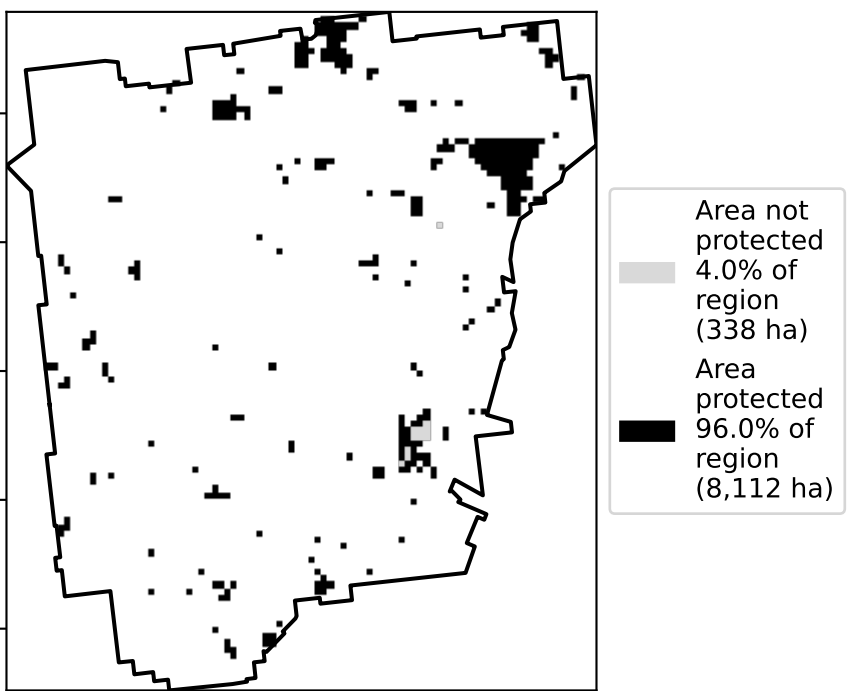 Area not
protected
4.0% of
region
(338 ha)
Area
protected
96.0% of
region
(8,112 ha)